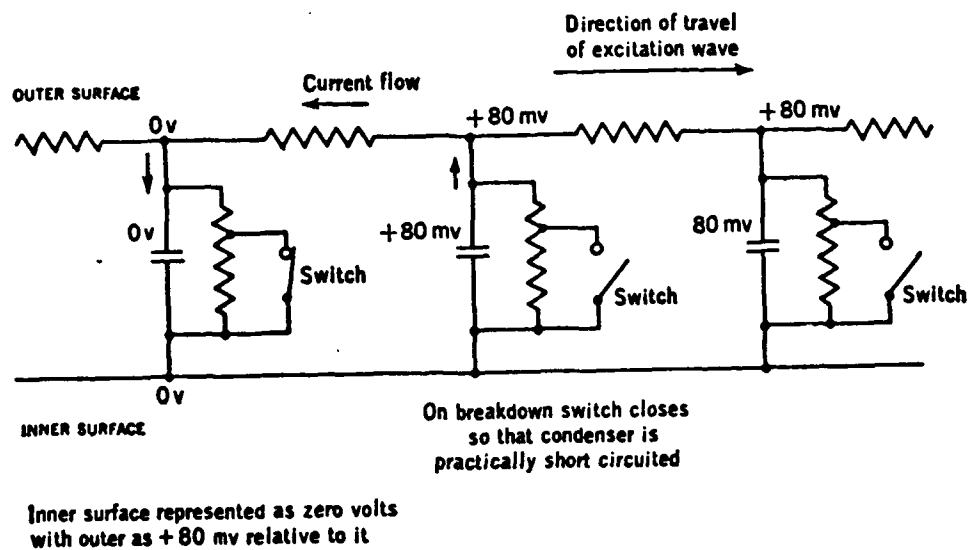 Direction of travel
of excitation wave
Current flow
OUTER SURFACE
0v
+80 mv
+80 mv
0v
+80 mv
80 mv
Switch
Switch
Switch
0v
INNER SURFACE
On breakdown switch closes
so that condenser is
practically short circuited
Inner surface represented as zero volts
with outer as +80 mv relative to it